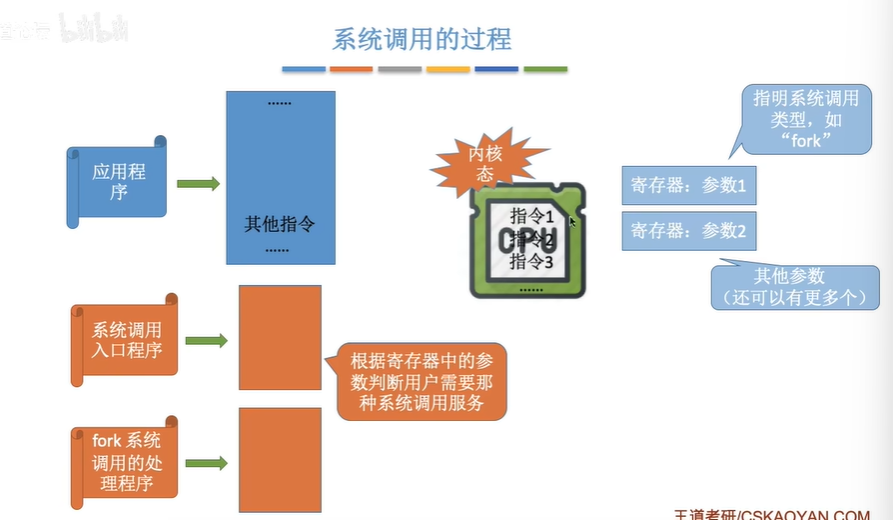 bilibili
系统调用的过程
指明系统调用
类型，如
“fork”
......
应用程
序
内核
态
寄存器：参数1
其他指令
......
指令1
指令2
指令3
CPU
......
寄存器：参数2
其他参数
（还可以有更多个）
系统调用
入口程序
根据寄存器中的参
数判断用户需要那
种系统调用服务
fork 系统
调用的处
理程序
王道考研/CSKAOYAN.COM